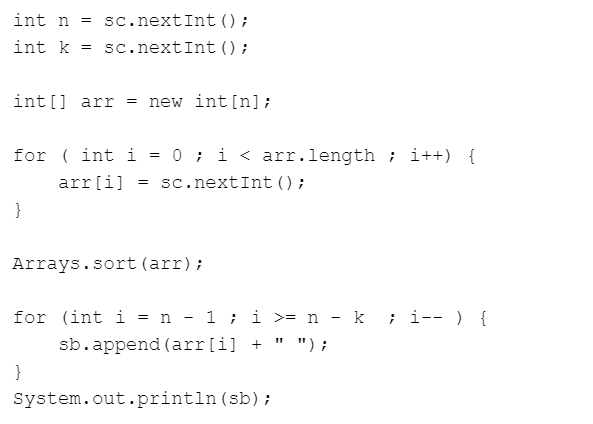 int n = sc.nextInt();
int k = sc.nextInt();

int[] arr = new int[n];

for ( int i = 0 ; i < arr.length ; i++) {
    arr[i] = sc.nextInt();
}

Arrays.sort(arr);

for (int i = n - 1 ; i >= n - k  ; i-- ) {
    sb.append(arr[i] + " ");
}
System.out.println(sb);